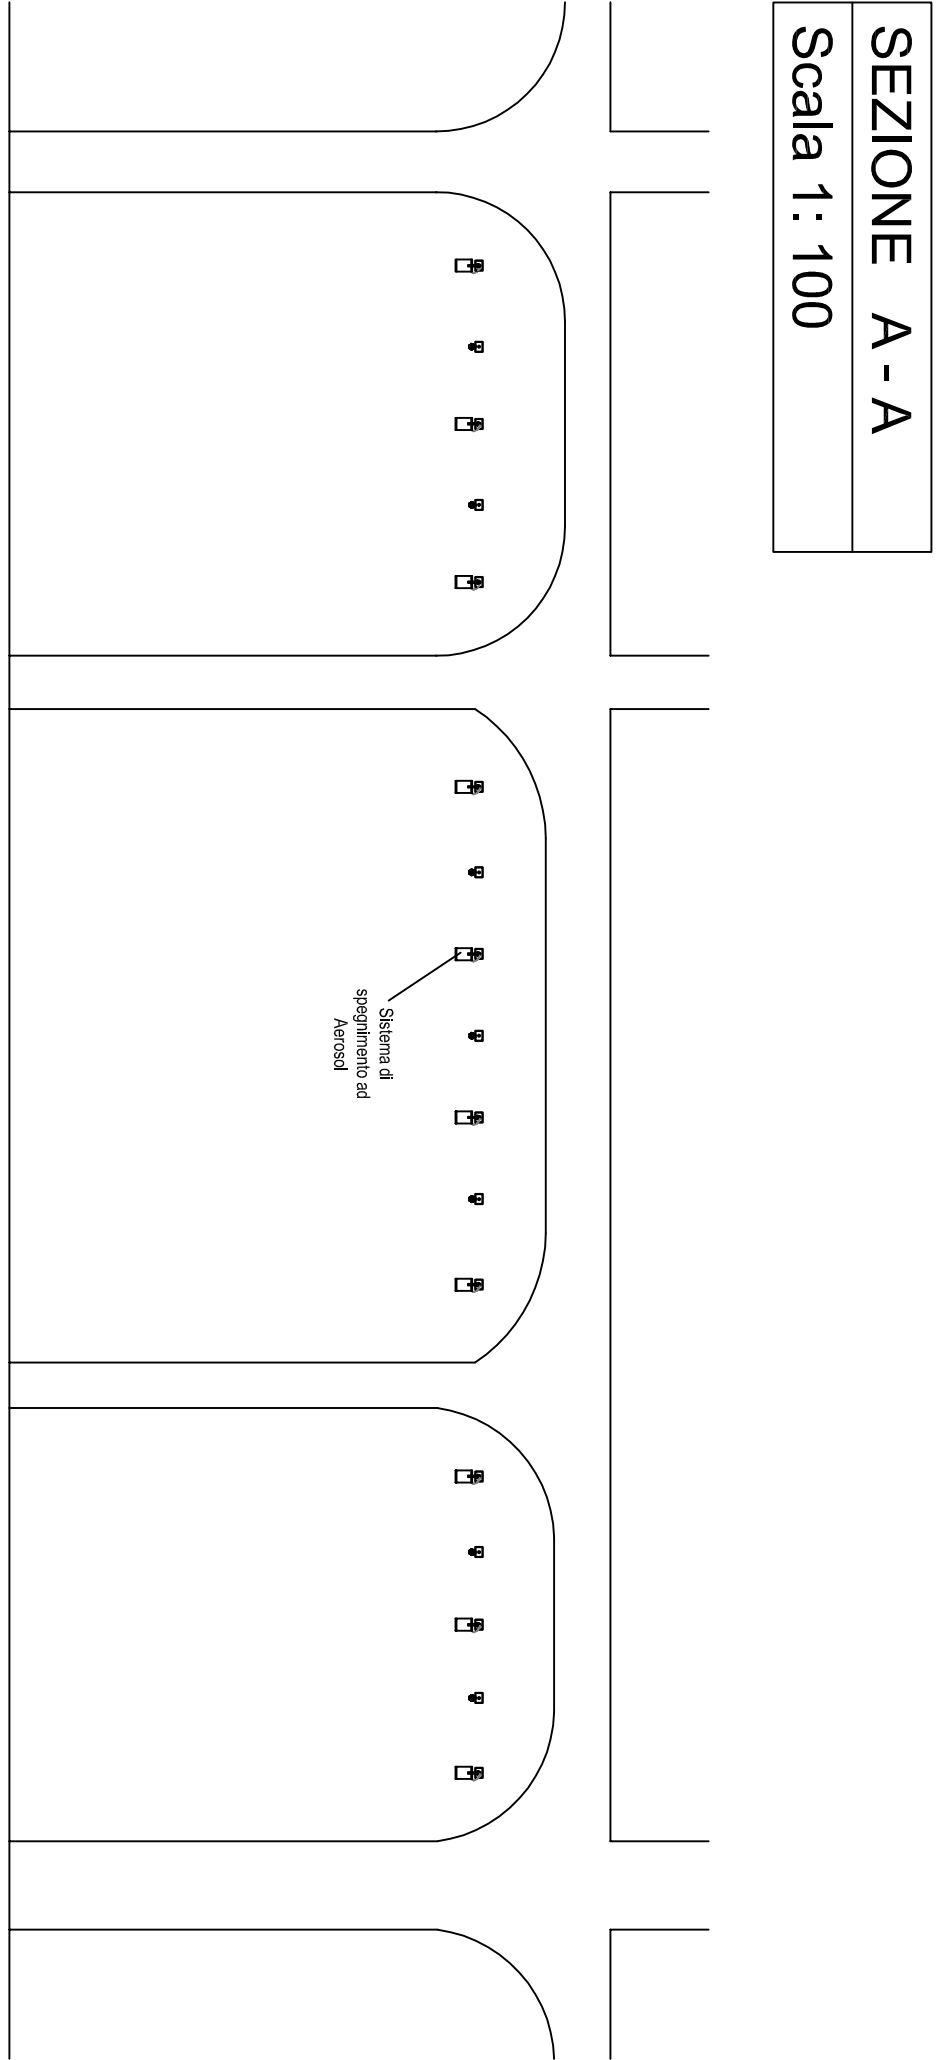 SEZIONE A - A
Scala 1: 100
Sistema di
spegnimento ad
Aerosol